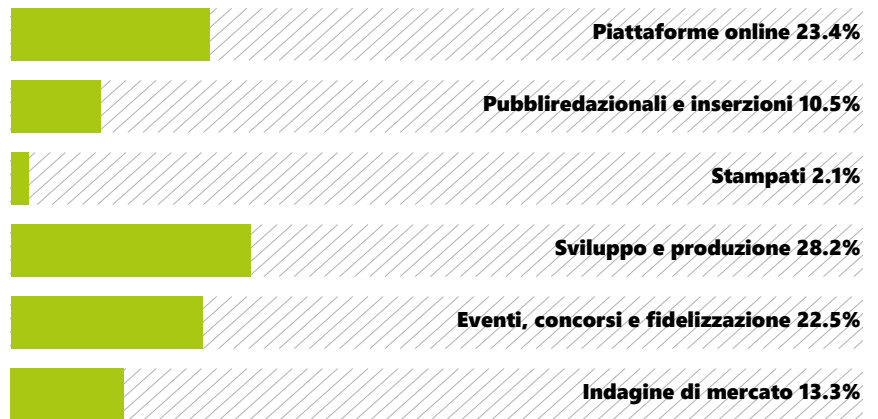 Piattaforme online 23.4%
Pubbliredazionali e inserzioni 10.5%
Stampati 2.1%
Sviluppo e produzione 28.2%
Eventi, concorsi e fidelizzazione 22.5%
Indagine di mercato 13.3%